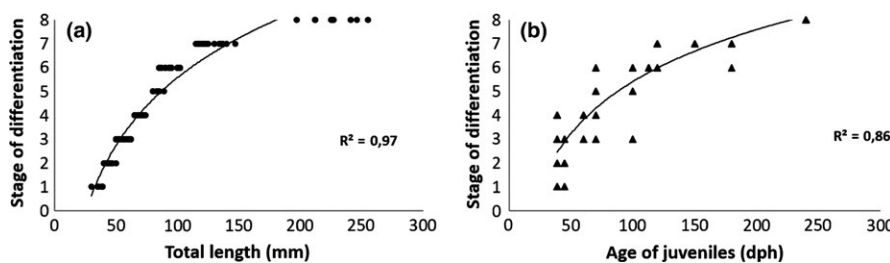 (a)
Stage of differentiation
8
7
6
5
4
3
2
1
0
R² = 0,97
0 50 100 150 200 250 300
Total length (mm)
(b)
Stage of differentiation
8
7
6
5
4
3
2
1
0
R² = 0,86
0 50 100 150 200 250 300
Age of juveniles (dph)